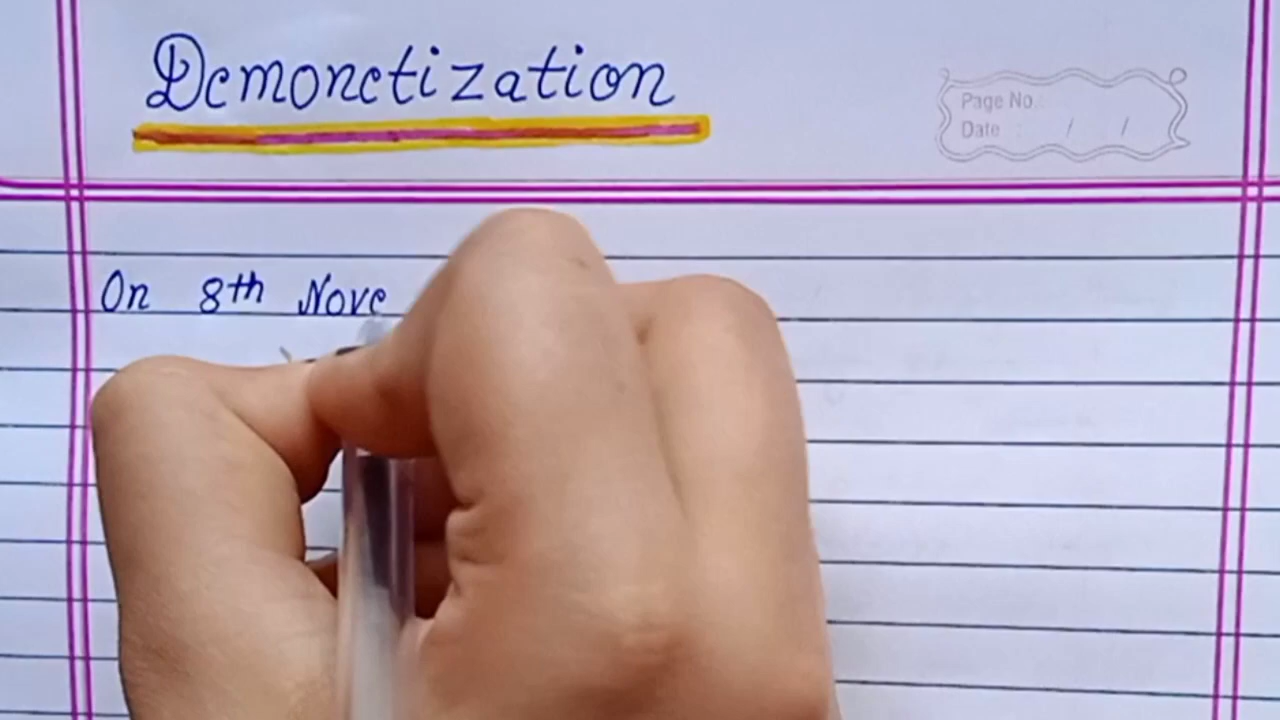 Demonetization
Page No.
Date : / /
On 8th Nove